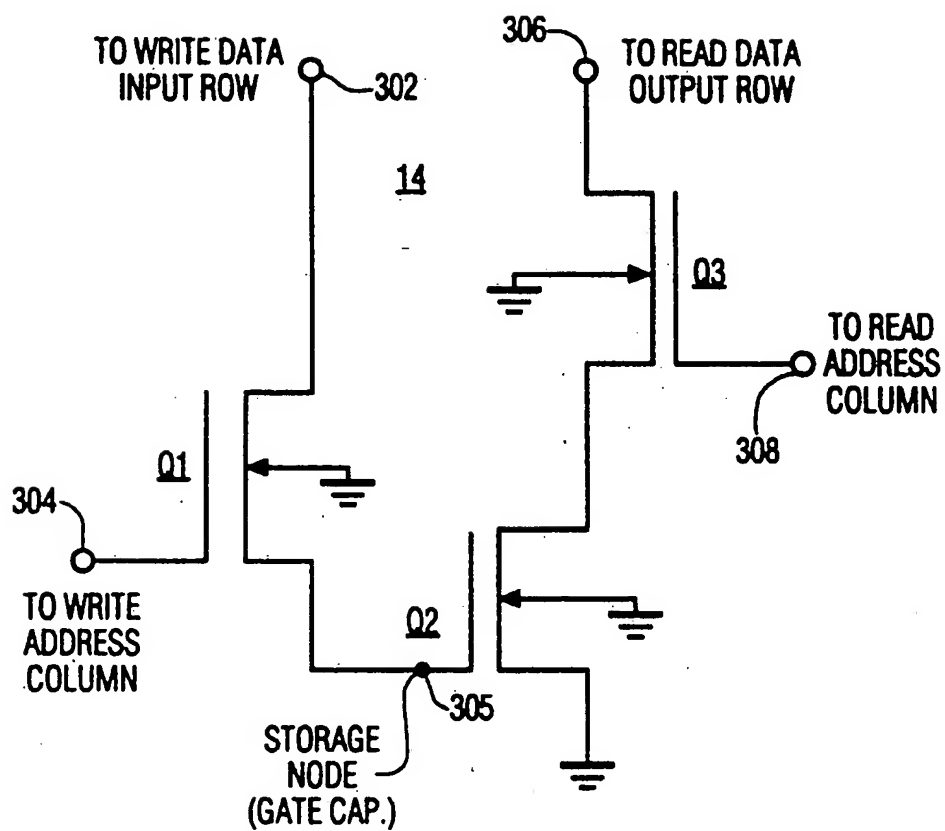 TO WRITE DATA
INPUT ROW
302
306
TO READ DATA
OUTPUT ROW
14
Q3
TO READ
ADDRESS
COLUMN
308
Q1
304
TO WRITE
ADDRESS
COLUMN
Q2
305
STORAGE
NODE
(GATE CAP.)